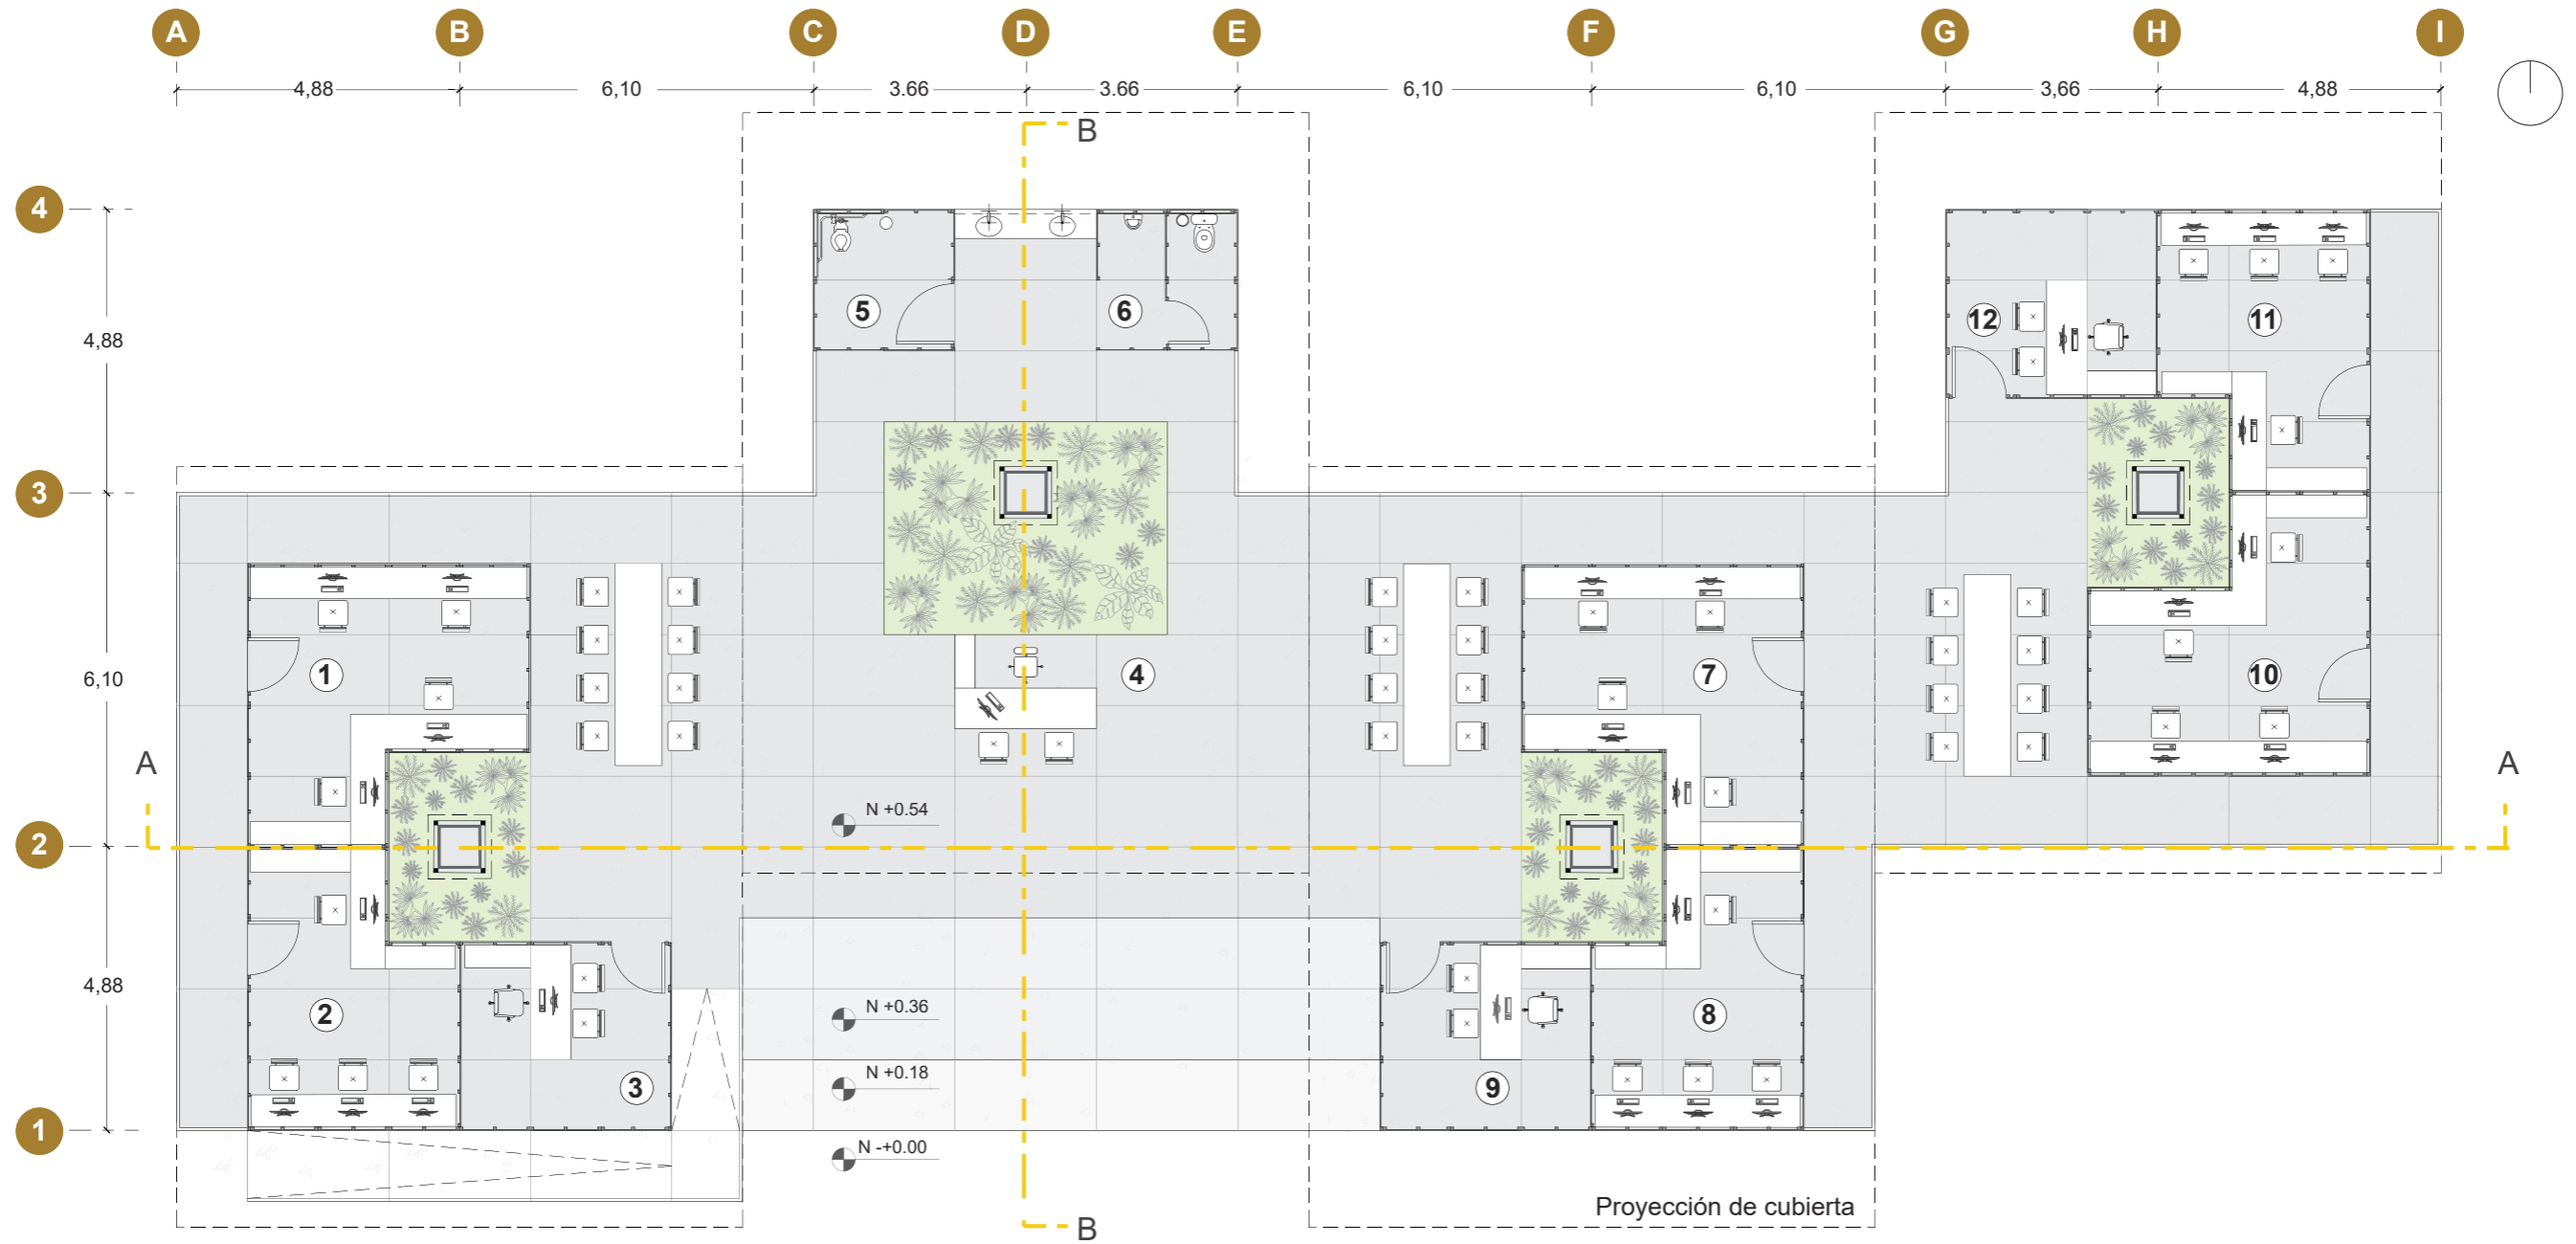 A B C D E F G H I
4,88 6,10 3.66 3.66 6,10 6,10 3,66 4,88
B
4
5 6 12 11
4,88
3
1 4 7 10
6,10
A A
N +0.54
2
4,88
2 N +0.36 8
3 N +0.18 9
1
N -+0.00
Proyección de cubierta
B